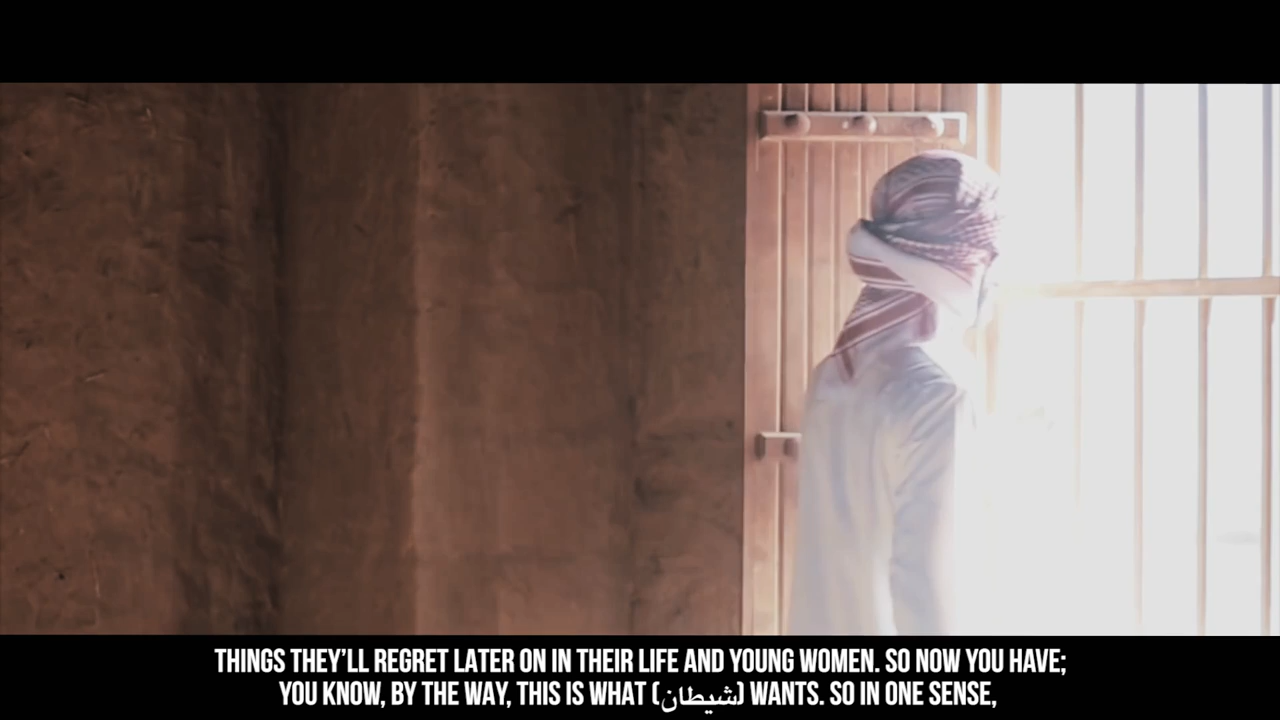 THINGS THEY’LL REGRET LATER ON IN THEIR LIFE AND YOUNG WOMEN. SO NOW YOU HAVE;
YOU KNOW, BY THE WAY, THIS IS WHAT (شيطان) WANTS. SO IN ONE SENSE,